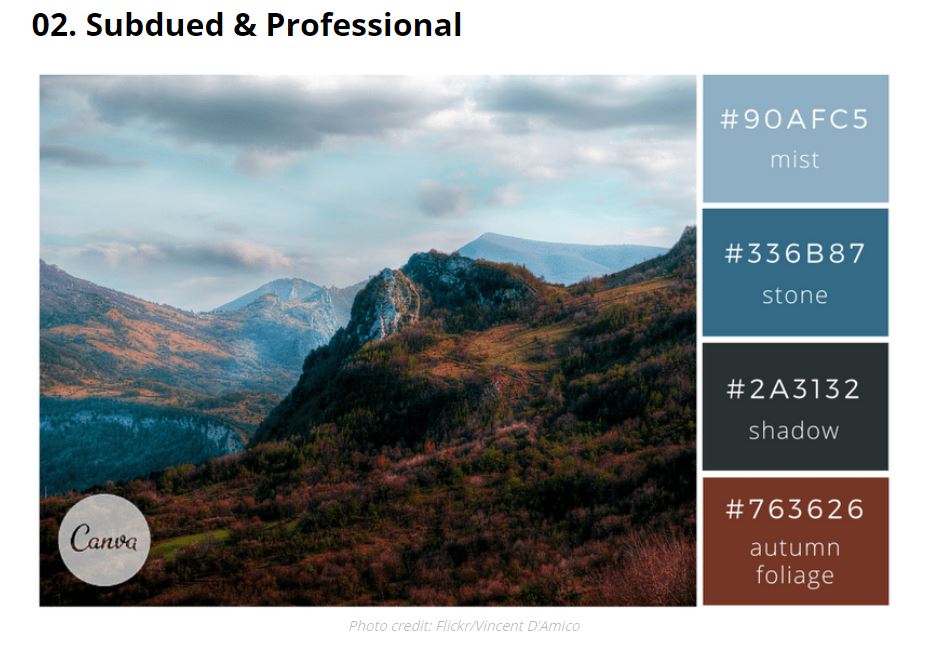 02. Subdued & Professional
#90AFC5
mist
#336B87
stone
#2A3132
shadow
#763626
autumn
foliage
Canva
Photo credit: Flickr/Vincent D'Amico